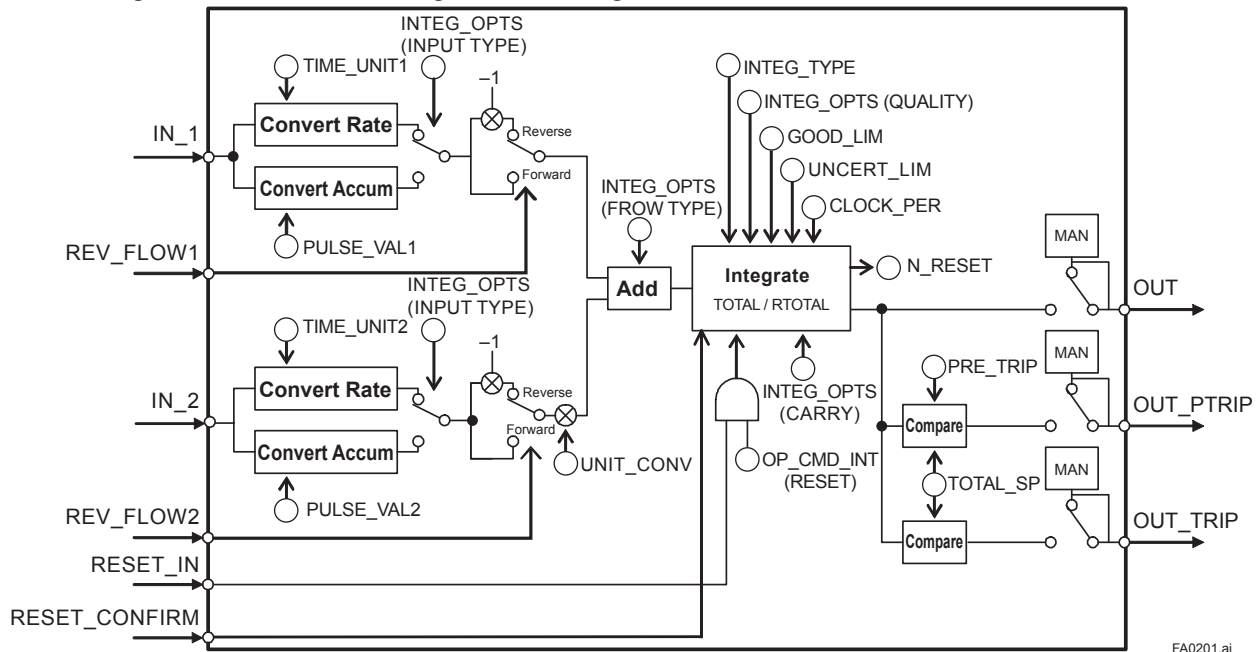 INTEG_OPTS
(INPUT TYPE)
TIME_UNIT1
–1
INTEG_TYPE
IN_1
Convert Rate
Reverse
INTEG_OPTS (QUALITY)
GOOD_LIM
Convert Accum
Forward
INTEG_OPTS
(FROW TYPE)
UNCERT_LIM
CLOCK_PER
MAN
REV_FLOW1
PULSE_VAL1
INTEG_OPTS
(INPUT TYPE)
Add
Integrate
TOTAL / RTOTAL
N_RESET
OUT
TIME_UNIT2
–1
MAN
IN_2
Convert Rate
Reverse
PRE_TRIP
INTEG_OPTS
(CARRY)
OUT_PTRIP
Convert Accum
Forward
UNIT_CONV
OP_CMD_INT
(RESET)
Compare
MAN
TOTAL_SP
REV_FLOW2
PULSE_VAL2
Compare
OUT_TRIP
RESET_IN
RESET_CONFIRM
FA0201.ai